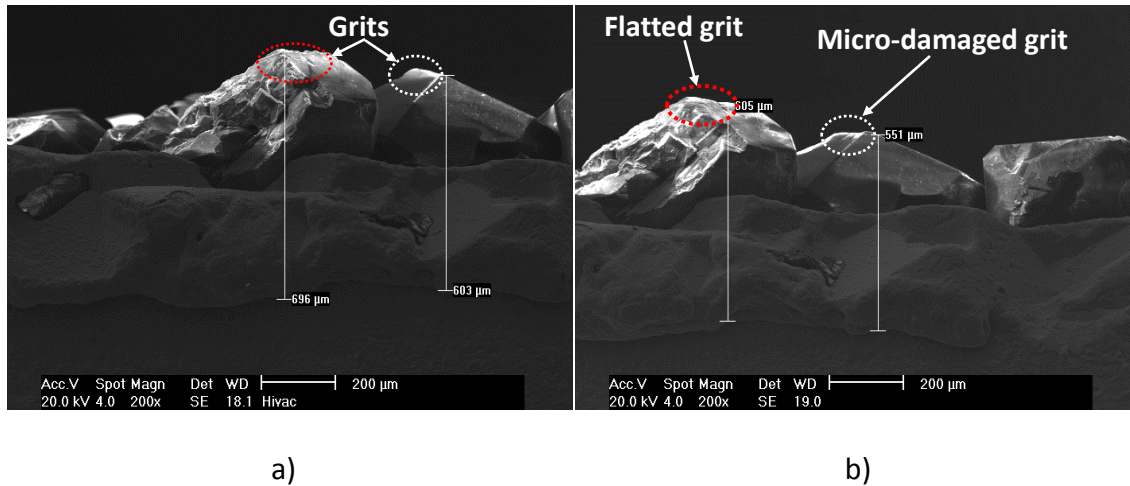 Grits
696 µm
603 µm
Acc.V Spot Magn Det WD 200 µm
20.0 kV 4.0 200x SE 18.1 Hivac
a)
Flatted grit
Micro-damaged grit
605 µm
551 µm
Acc.V Spot Magn Det WD 200 µm
20.0 kV 4.0 200x SE 19.0
b)